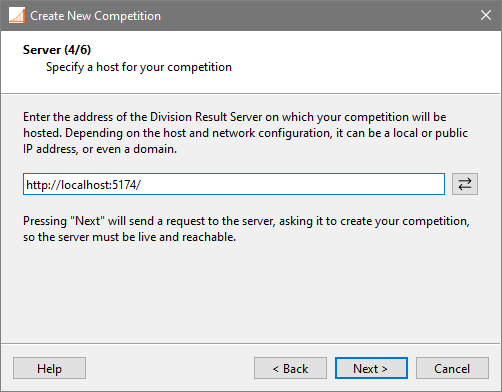 Create New Competition
Server (4/6)
Specify a host for your competition
Enter the address of the Division Result Server on which your competition will be
hosted. Depending on the host and network configuration, it can be a local or public
IP address, or even a domain.
http://localhost:5174/
Pressing "Next" will send a request to the server, asking it to create your competition,
so the server must be live and reachable.
Help
< Back
Next >
Cancel